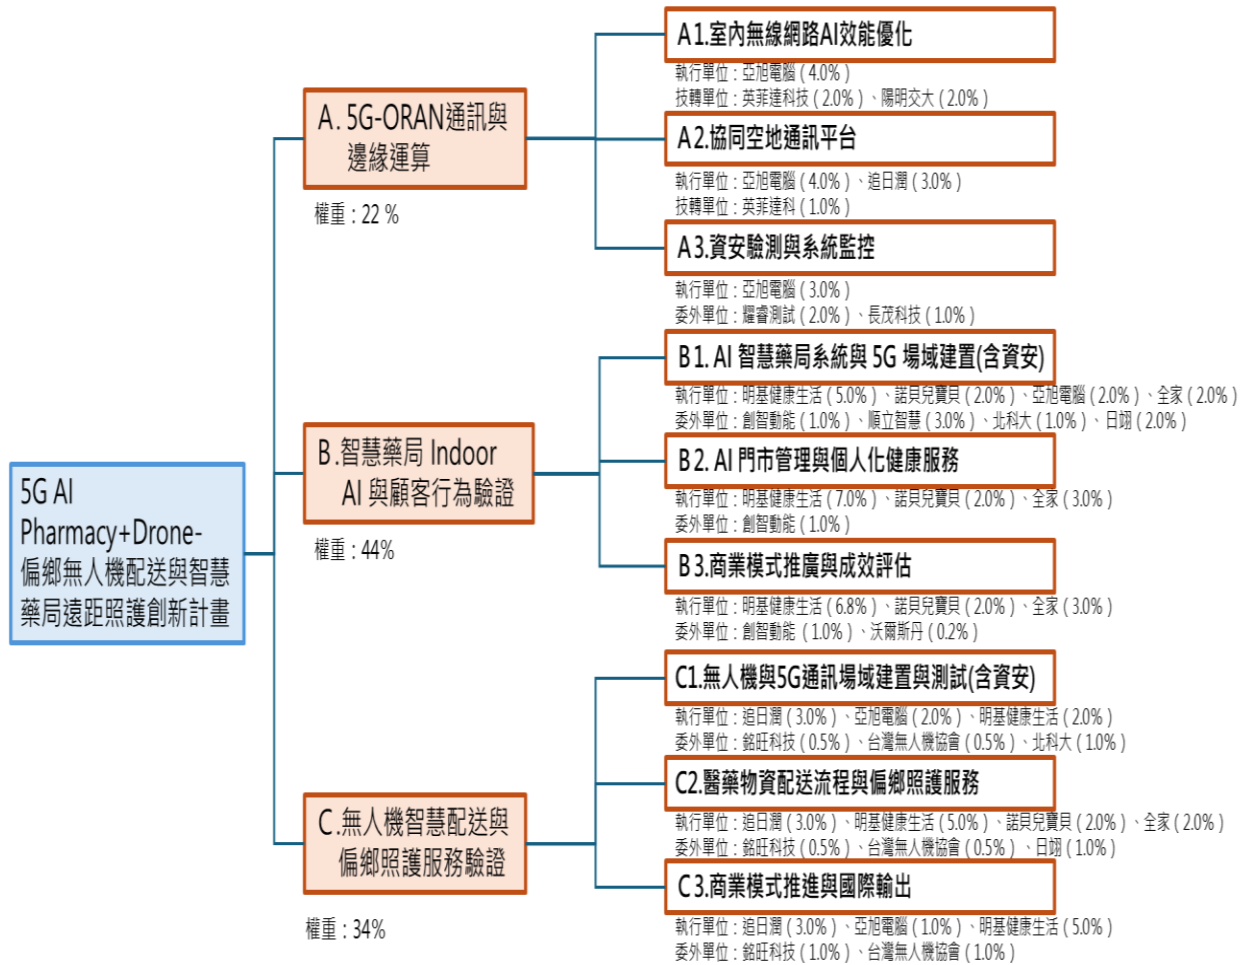 5G AI
Pharmacy+Drone-
偏鄉無人機配送與智慧
藥局遠距照護創新計畫
A. 5G-ORAN通訊與
邊緣運算
權重：22 %
A1.室內無線網路AI效能優化
執行單位：亞旭電腦（4.0%）
技轉單位：英菲達科技（2.0%）、陽明交大（2.0%）
A2.協同空地通訊平台
執行單位：亞旭電腦（4.0%）、追日潤（3.0%）
技轉單位：英菲達科（1.0%）
A3.資安驗測與系統監控
執行單位：亞旭電腦（3.0%）
委外單位：耀睿測試（2.0%）、長茂科技（1.0%）
B.智慧藥局 Indoor
AI 與顧客行為驗證
權重：44%
B1. AI 智慧藥局系統與 5G 場域建置(含資安)
執行單位：明基健康生活（5.0%）、諾貝兒寶貝（2.0%）、亞旭電腦（2.0%）、全家（2.0%）
委外單位：創智動能（1.0%）、順立智慧（3.0%）、北科大（1.0%）、日翊（2.0%）
B2. AI 門市管理與個人化健康服務
執行單位：明基健康生活（7.0%）、諾貝兒寶貝（2.0%）、全家（3.0%）
委外單位：創智動能（1.0%）
B3.商業模式推廣與成效評估
執行單位：明基健康生活（6.8%）、諾貝兒寶貝（2.0%）、全家（3.0%）
委外單位：創智動能（1.0%）、沃爾斯丹（0.2%）
C.無人機智慧配送與
偏鄉照護服務驗證
權重：34%
C1.無人機與5G通訊場域建置與測試(含資安)
執行單位：追日潤（3.0%）、亞旭電腦（2.0%）、明基健康生活（2.0%）
委外單位：銘旺科技（0.5%）、台灣無人機協會（0.5%）、北科大（1.0%）
C2.醫藥物資配送流程與偏鄉照護服務
執行單位：追日潤（3.0%）、明基健康生活（5.0%）、諾貝兒寶貝（2.0%）、全家（2.0%）
委外單位：銘旺科技（0.5%）、台灣無人機協會（0.5%）、日翊（1.0%）
C3.商業模式推進與國際輸出
執行單位：追日潤（3.0%）、亞旭電腦（1.0%）、明基健康生活（5.0%）
委外單位：銘旺科技（1.0%）、台灣無人機協會（1.0%）